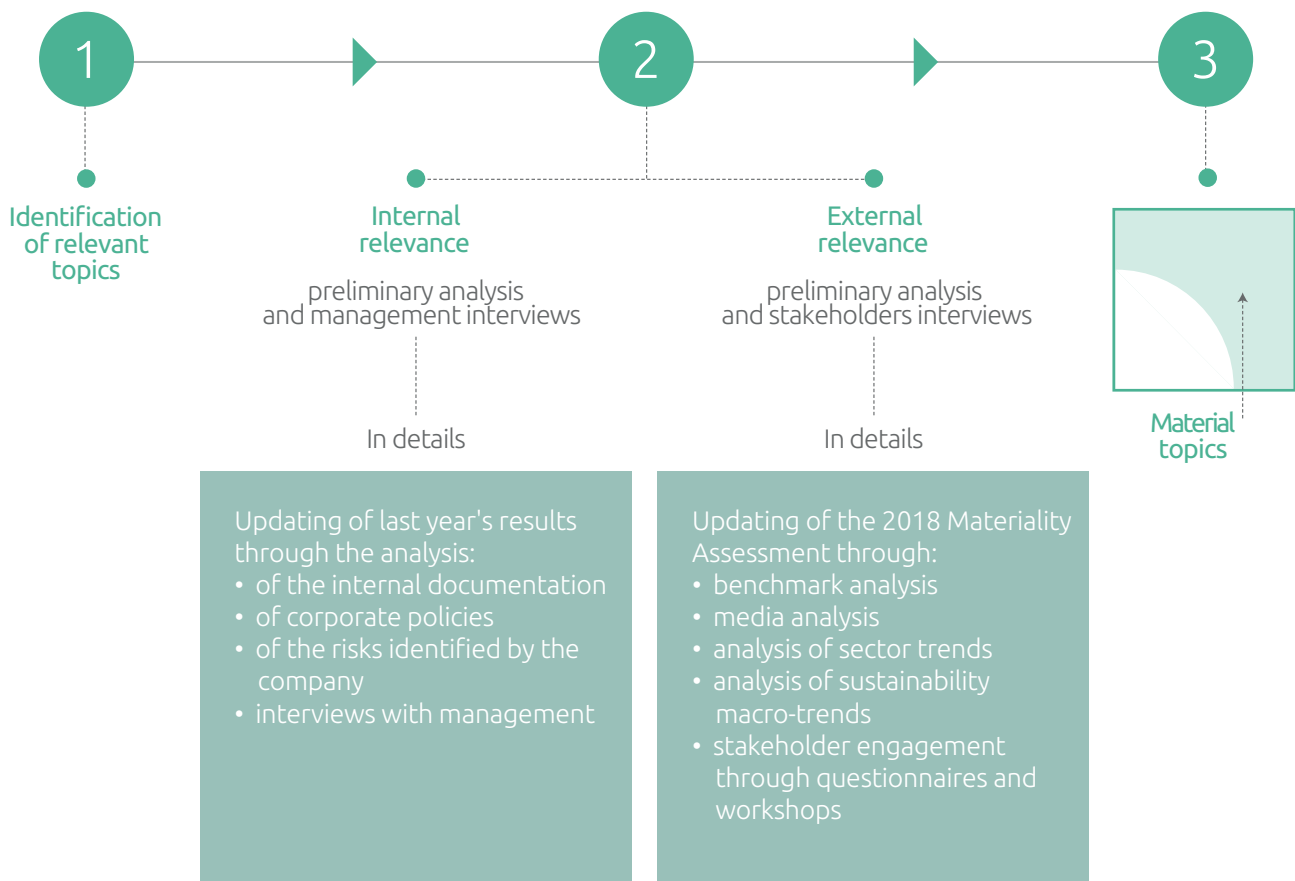 1
2
3
Identification
of relevant
topics
Internal
relevance
preliminary analysis
and management interviews
In details
Updating of last year's results
through the analysis:
• of the internal documentation
• of corporate policies
• of the risks identified by the
company
• interviews with management
External
relevance
preliminary analysis
and stakeholders interviews
In details
Updating of the 2018 Materiality
Assessment through:
• benchmark analysis
• media analysis
• analysis of sector trends
• analysis of sustainability
macro-trends
• stakeholder engagement
through questionnaires and
workshops
Material
topics